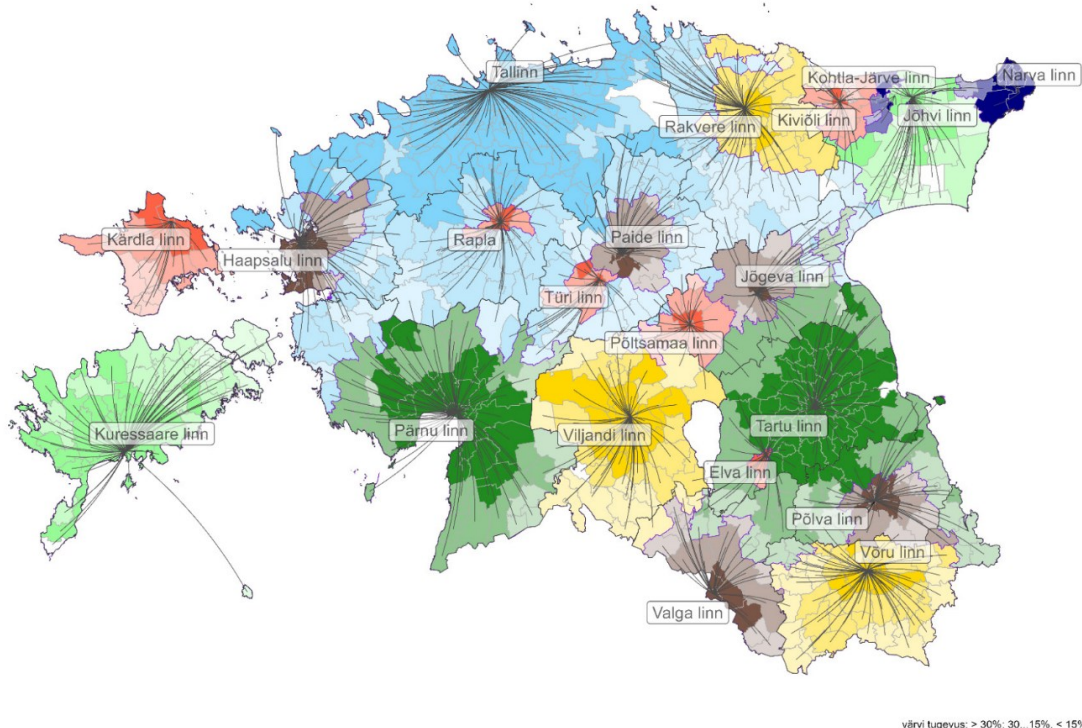 Tallinn
Kohtla-Järve linn
Narva linn
Kiviõli linn
Jõhvi linn
Rakvere linn
Kärdla linn
Haapsalu linn
Rapla
Paide linn
Jõgeva linn
Türi linn
Põltsamaa linn
Kuressaare linn
Pärnu linn
Viljandi linn
Tartu linn
Elva linn
Põlva linn
Võru linn
Valga linn
värvi tugevus: > 30%; 30...15%, < 15%